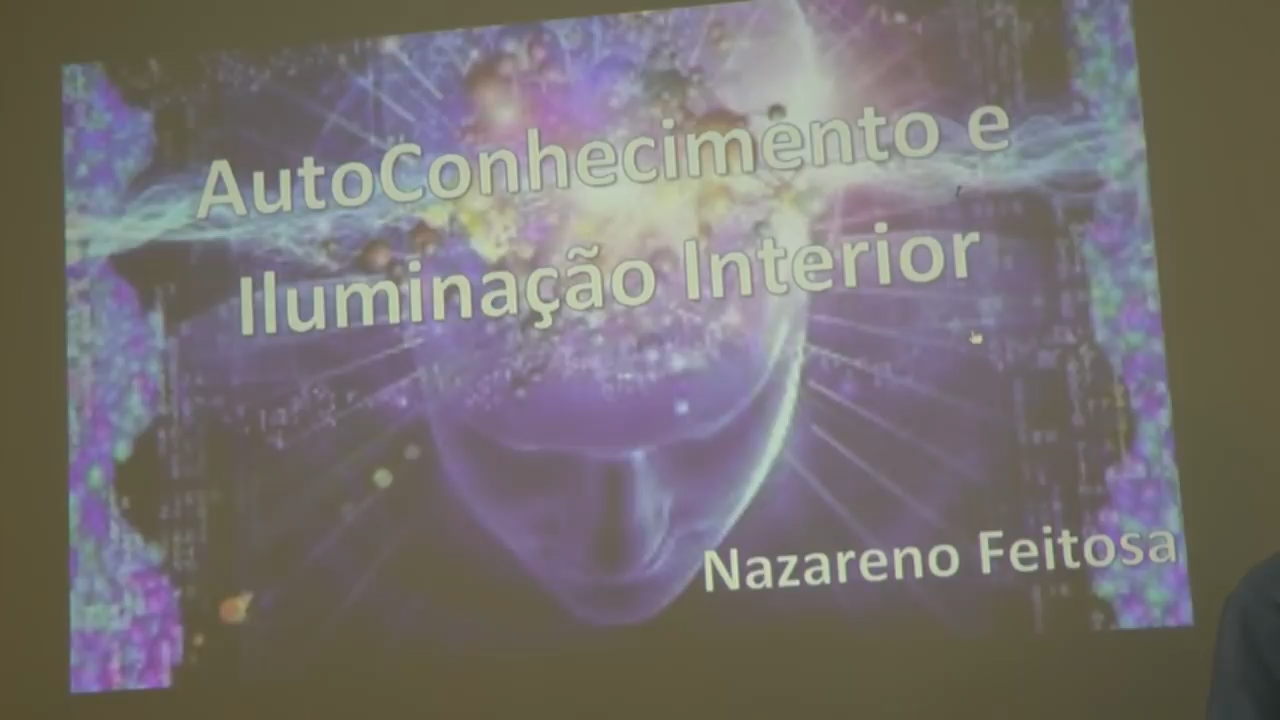 AutoConhecimento e
Iluminação Interior
Nazareno Feitosa